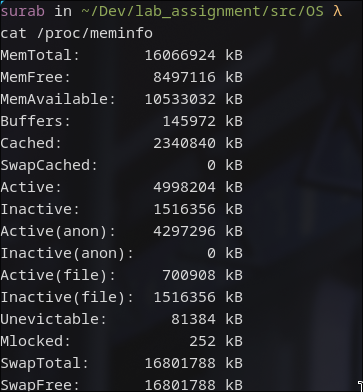 surab in ~/Dev/lab_assignment/src/OS λ
cat /proc/meminfo
MemTotal:       16066924 kB
MemFree:         8497116 kB
MemAvailable:   10533032 kB
Buffers:          145972 kB
Cached:          2340840 kB
SwapCached:            0 kB
Active:          4998204 kB
Inactive:        1516356 kB
Active(anon):    4297296 kB
Inactive(anon):        0 kB
Active(file):     700908 kB
Inactive(file):  1516356 kB
Unevictable:       81384 kB
Mlocked:             252 kB
SwapTotal:      16801788 kB
SwapFree:       16801788 kB